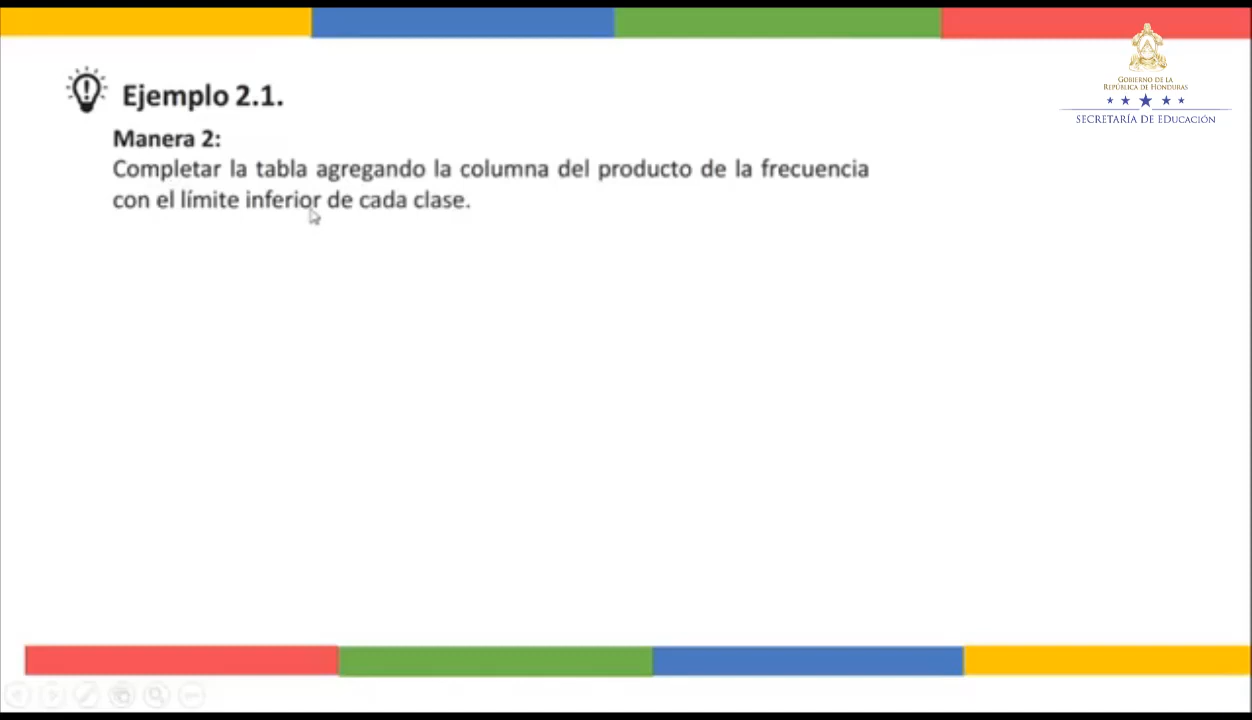 Ejemplo 2.1.
Manera 2:
Completar la tabla agregando la columna del producto de la frecuencia
con el límite inferior de cada clase.
GOBIERNO DE LA
REPÚBLICA DE HONDURAS
SECRETARÍA DE EDUCACIÓN